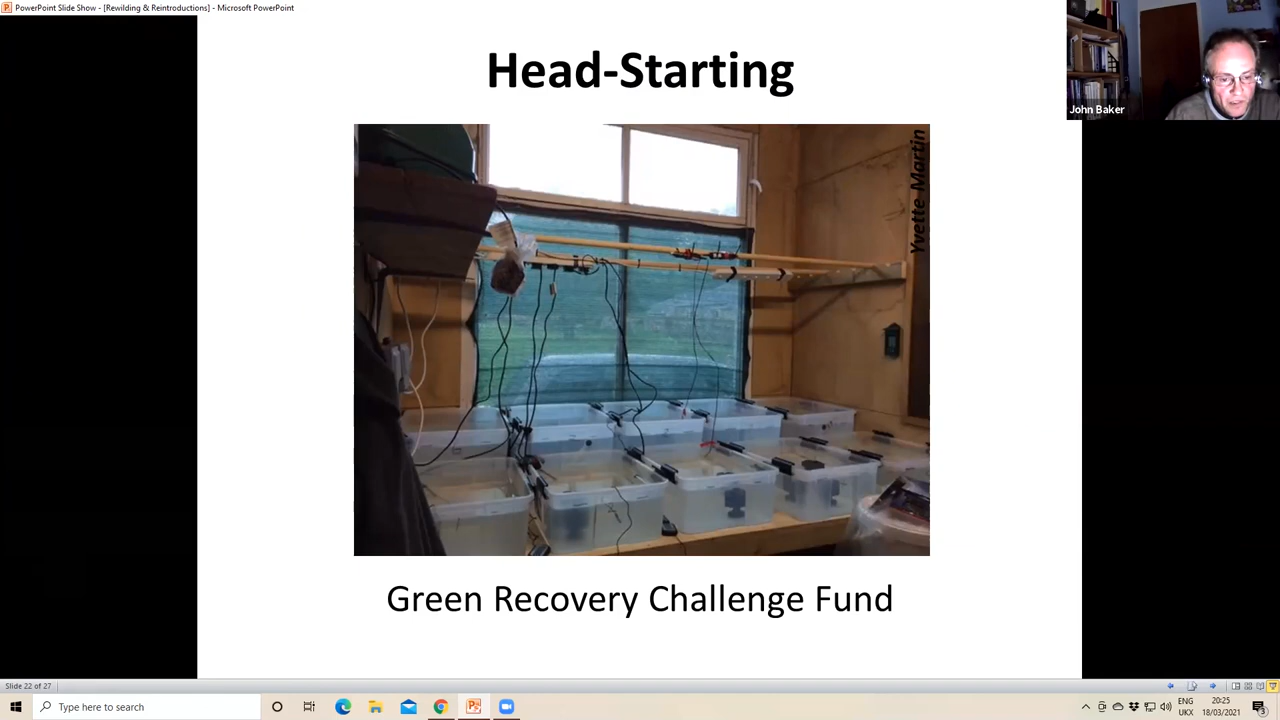 PowerPoint Slide Show - [Rewilding & Reintroductions] - Microsoft PowerPoint
Head-Starting
John Baker
Yvette Martin
Green Recovery Challenge Fund
Slide 22 of 27
Type here to search
ENG
UKX
20:25
18/03/2021
3